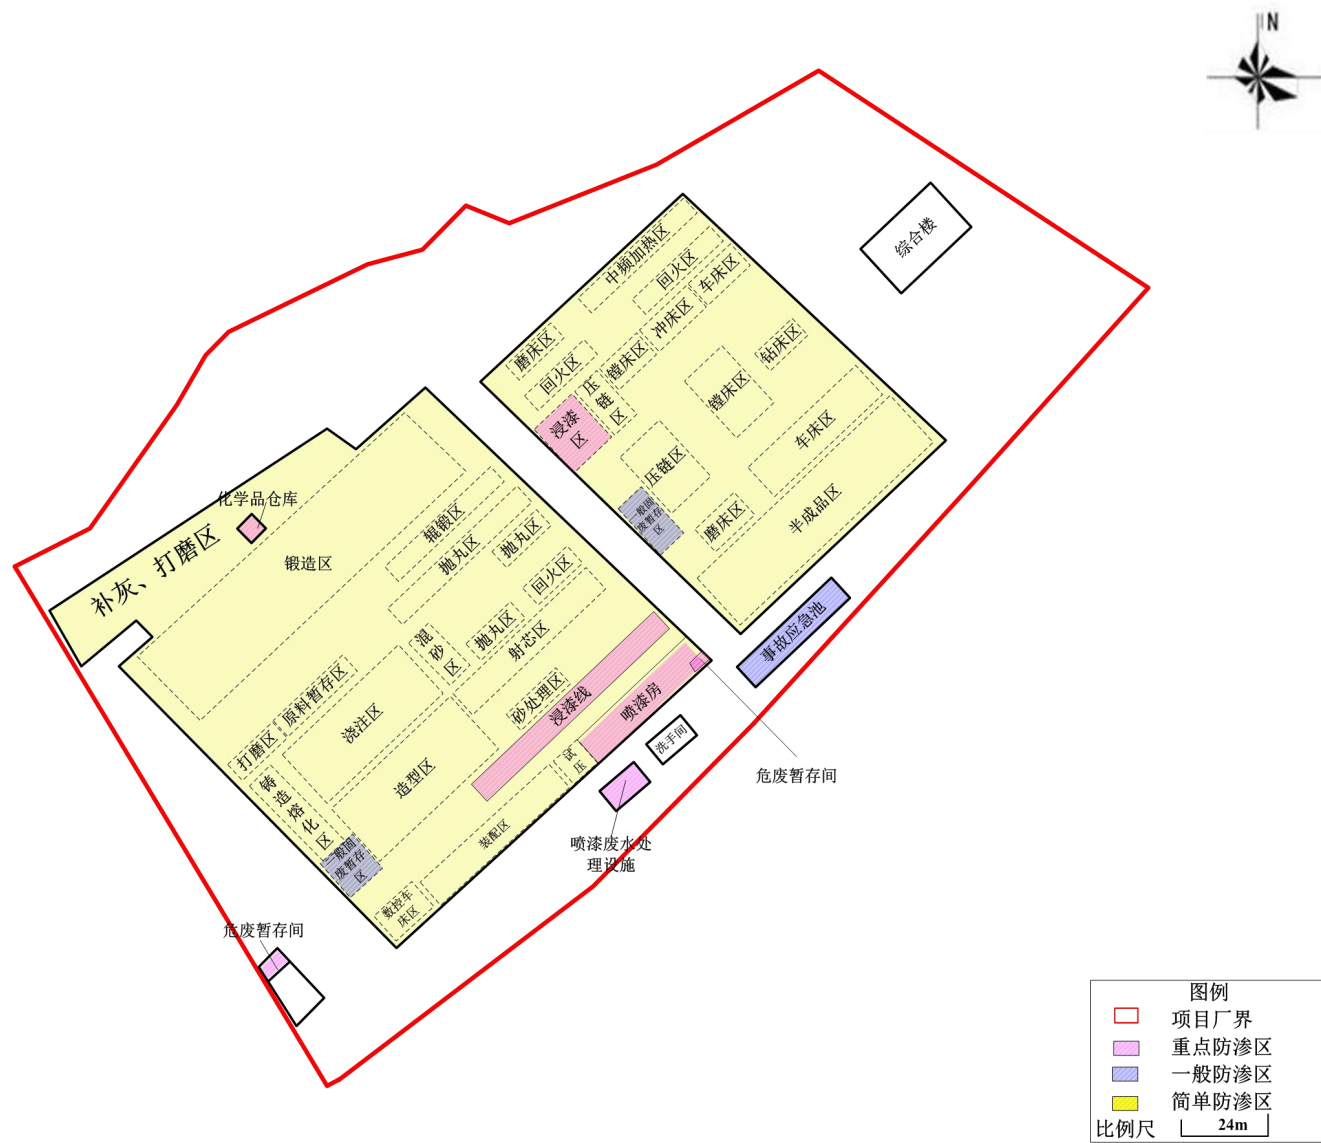 N
综合楼
中频加热区
回火区
车床区
冲床区
磨床区
回火区
镗床区
压
链
区
钻床区
镗床区
浸漆
区
车床区
压链区
一般固
废暂存
区
磨床区
半成品区
事故应急池
化学品仓库
补灰、打磨区
锻造区
辊锻区
抛丸区
抛丸区
回火区
混
砂
区
抛丸区
射芯区
原料暂存区
打磨区
浇注区
砂处理区
浸漆线
喷漆房
洗手间
危废暂存间
铸
造
熔
化
区
造型区
试
压
装配区
一般固
废暂存
区
数控车
床区
喷漆废水处
理设施
危废暂存间
图例
项目厂界
重点防渗区
一般防渗区
简单防渗区
比例尺 24m